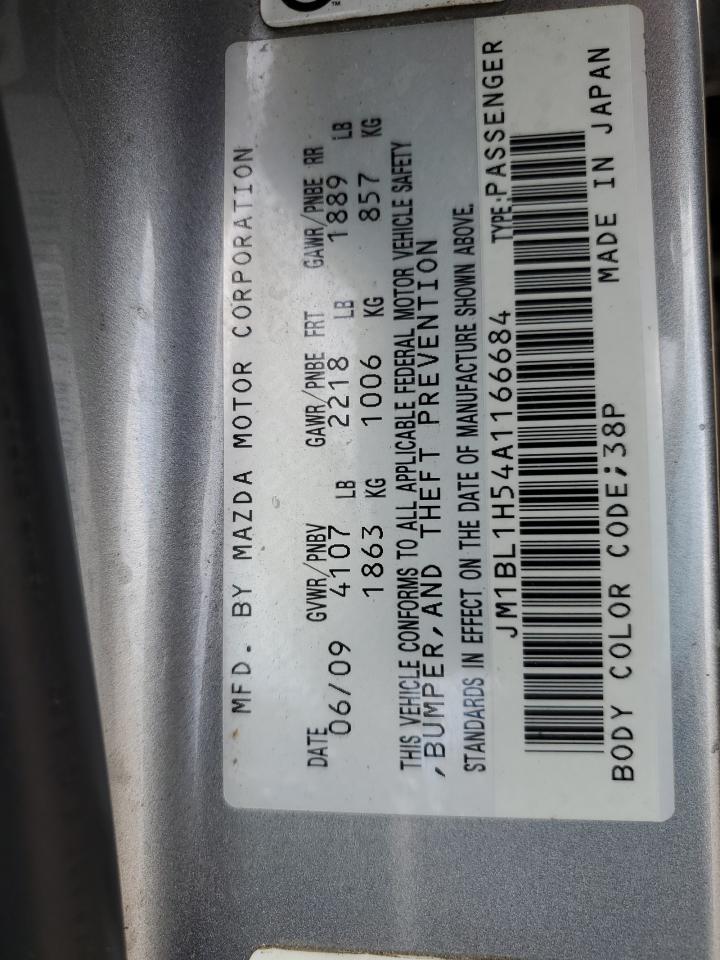 MFD. BY MAZDA MOTOR CORPORATION
DATE GVWR/PNBV GAWR/PNBE FRT GAWR/PNBE RR
06/09 4107 LB 2218 LB 1889 LB
1863 KG 1006 KG 857 KG
THIS VEHICLE CONFORMS TO ALL APPLICABLE FEDERAL MOTOR VEHICLE SAFETY
,BUMPER,AND THEFT PREVENTION
STANDARDS IN EFFECT ON THE DATE OF MANUFACTURE SHOWN ABOVE.
JM1BL1H54A1166684 TYPE;PASSENGER
BODY COLOR CODE;38P MADE IN JAPAN
TM